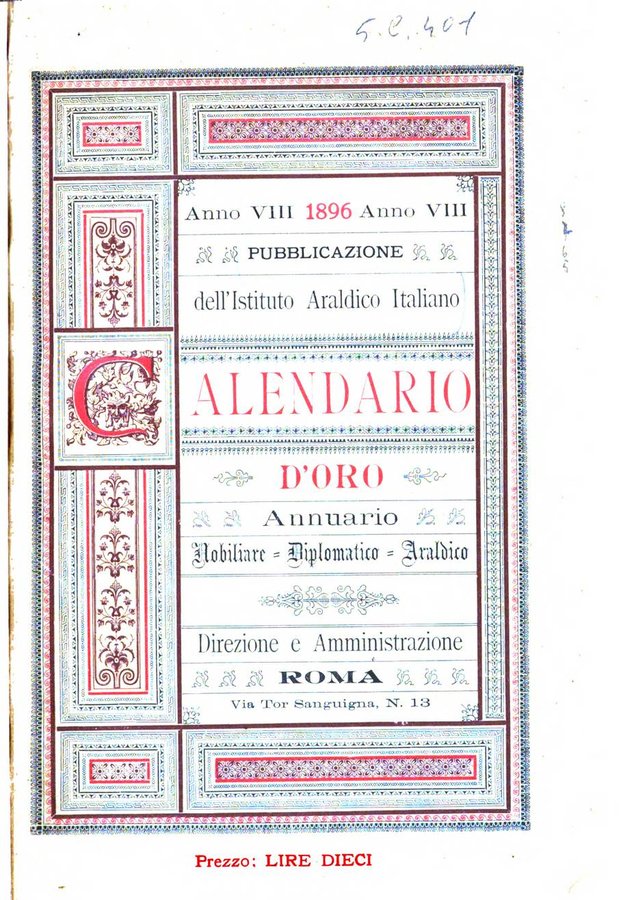 5. C. 401
Anno VIII 1896 Anno VIII
PUBBLICAZIONE
dell'Istituto Araldico Italiano
CALENDARIO
D'ORO
Annuario
Nobiliare = Diplomatico = Araldico
Direzione e Amministrazione
ROMA
Via Tor Sanguigna, N. 13
Prezzo: LIRE DIECI